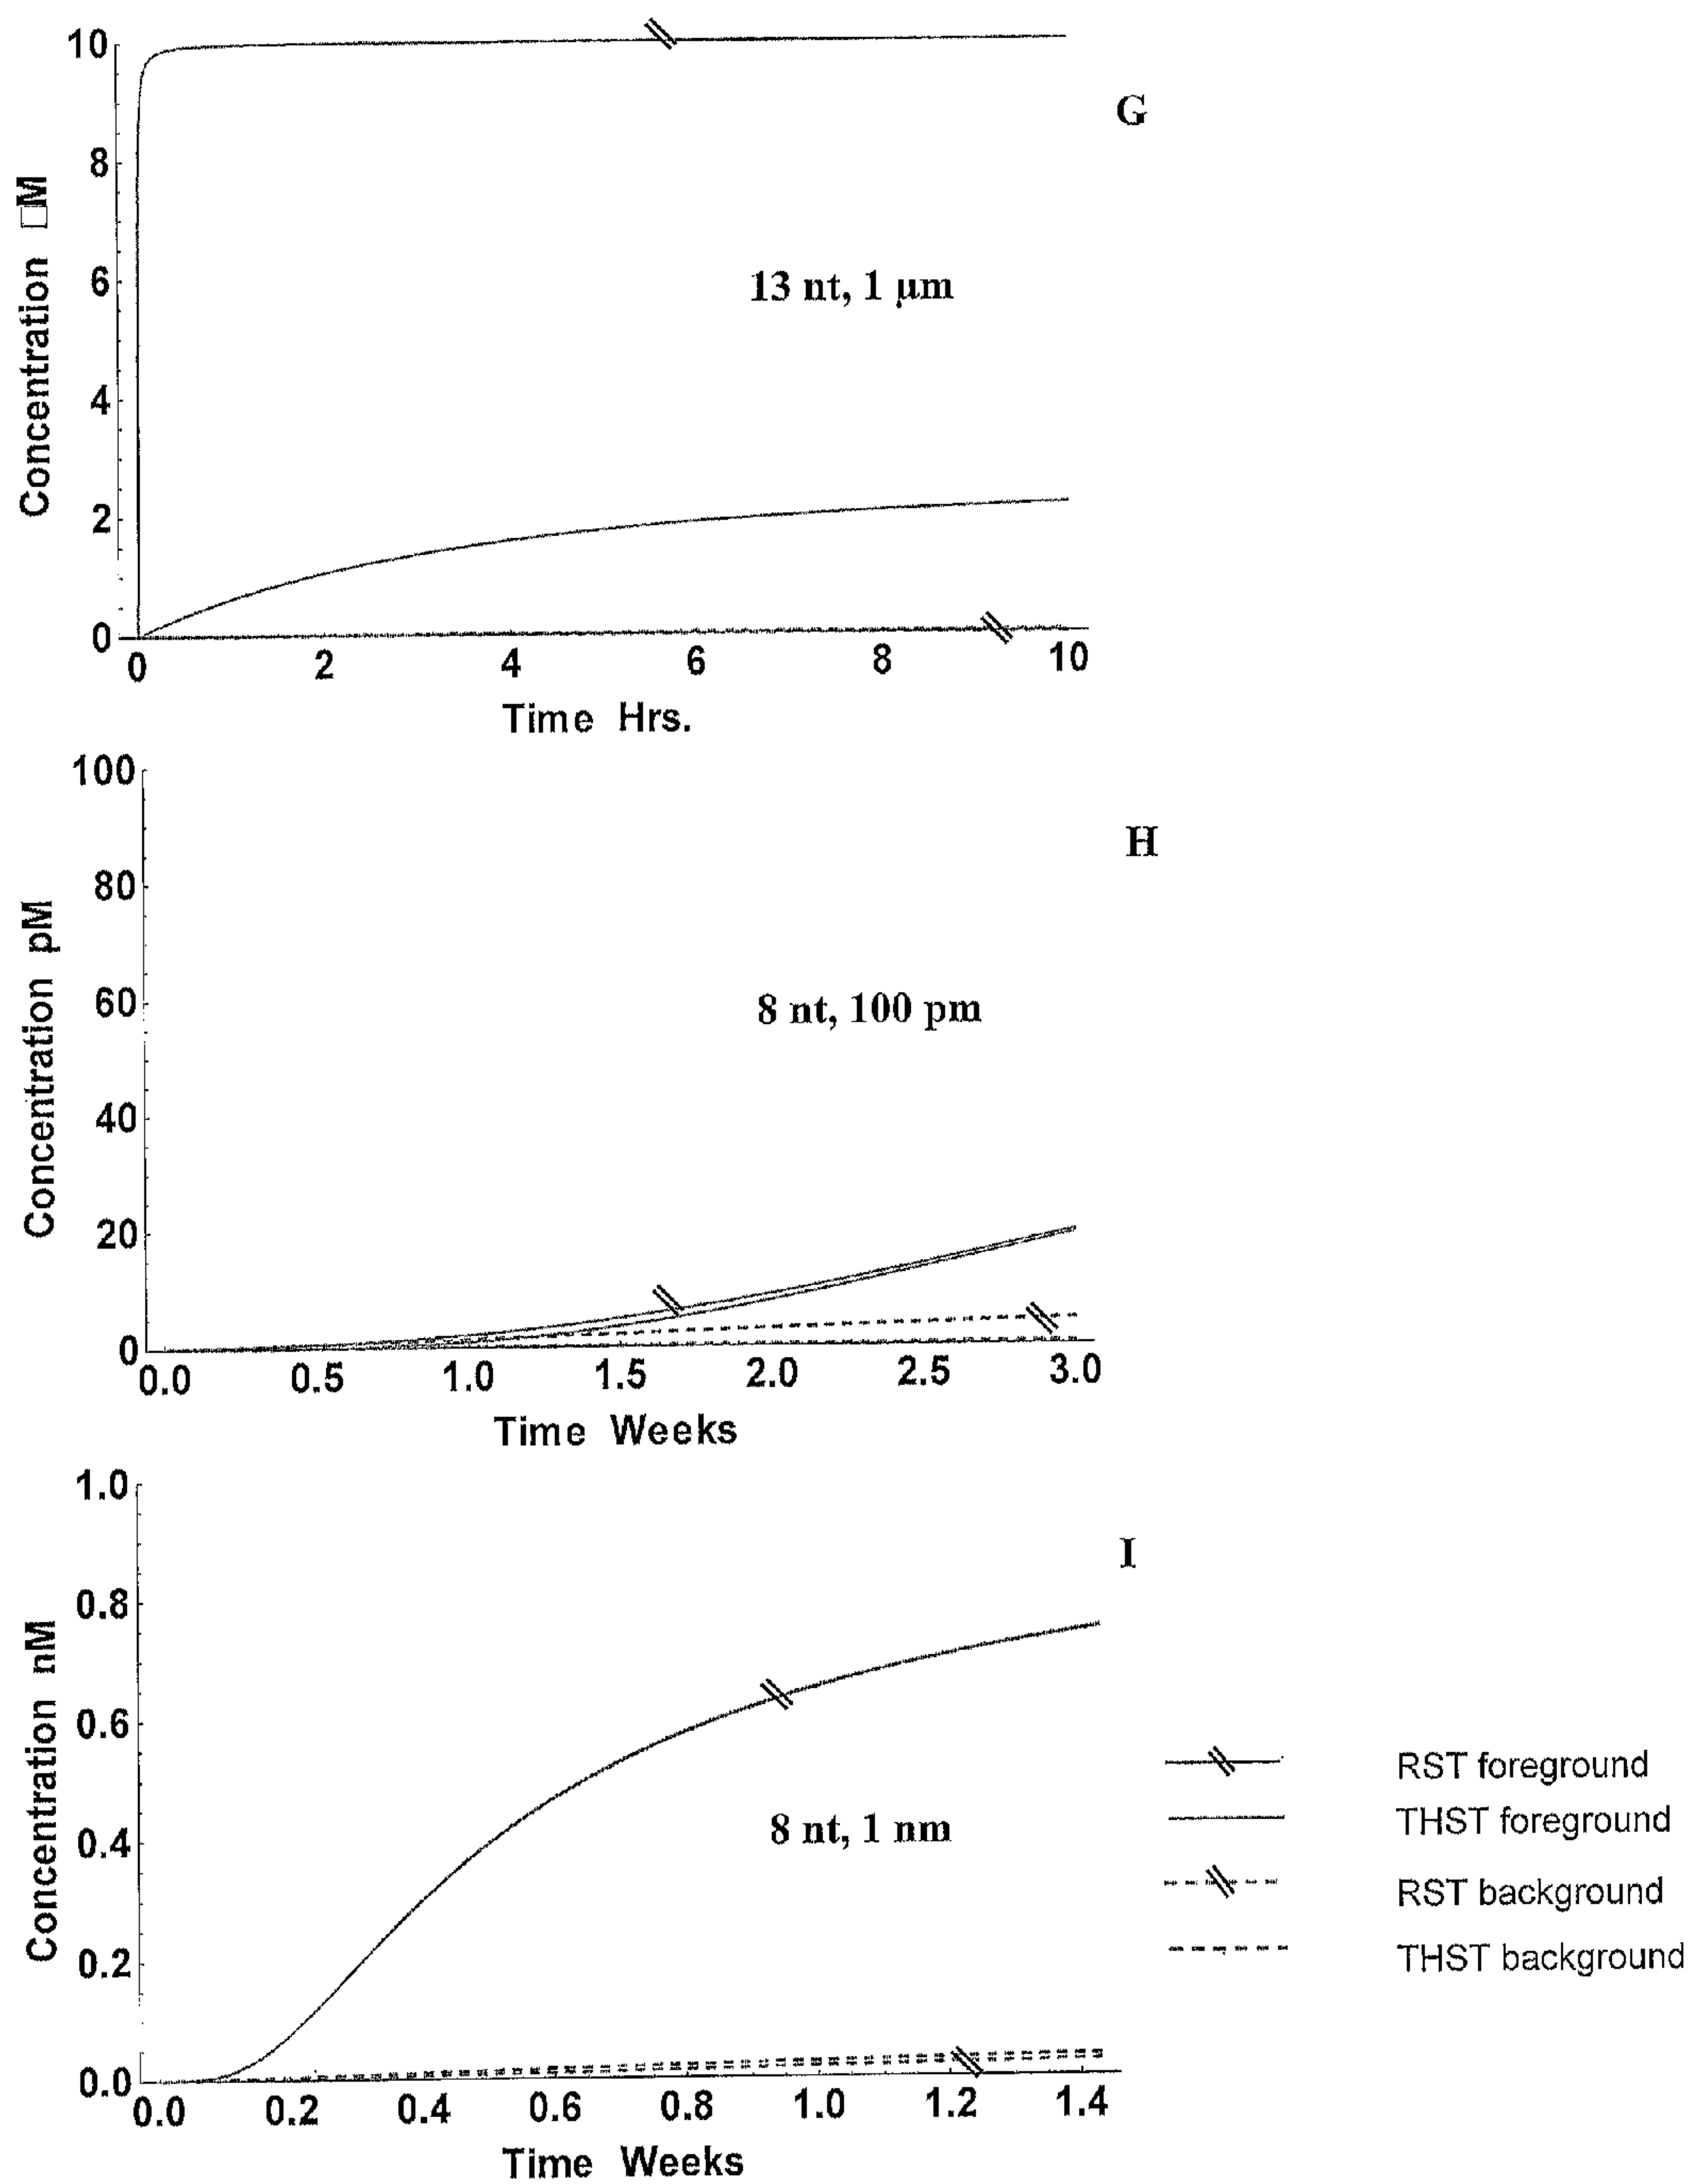 10
8
6
4
2
0
Concentration □M
G
13 nt, 1 μm
0 2 4 6 8 10
Time Hrs.
100
80
60
40
20
0
Concentration pM
H
8 nt, 100 pm
0.0 0.5 1.0 1.5 2.0 2.5 3.0
Time Weeks
1.0
0.8
0.6
0.4
0.2
0.0
Concentration nM
I
8 nt, 1 nm
0.0 0.2 0.4 0.6 0.8 1.0 1.2 1.4
Time Weeks
RST foreground
THST foreground
RST background
THST background